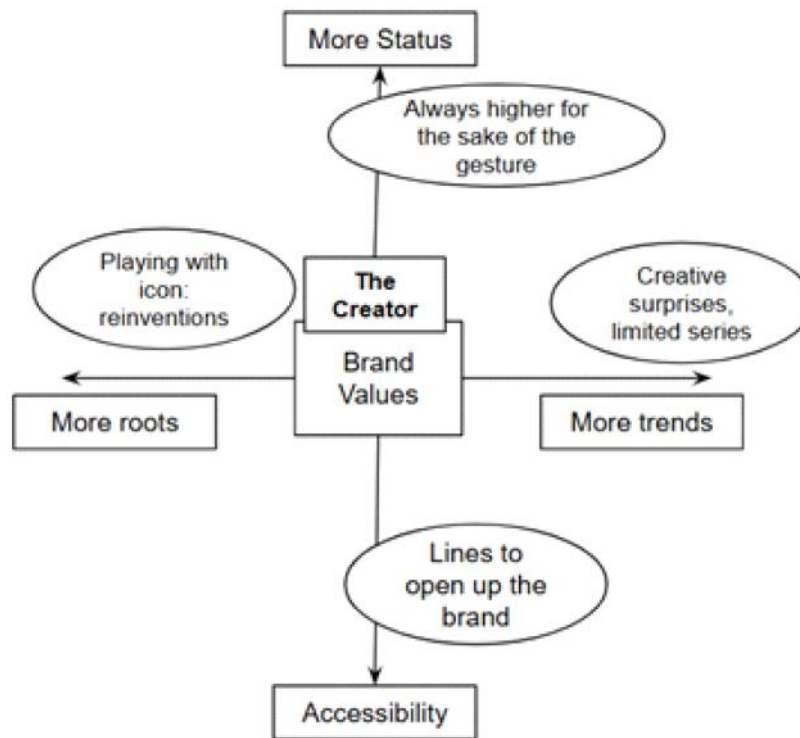 More Status
Always higher for
the sake of the
gesture
Playing with
icon:
reinventions
The
Creator
Creative
surprises,
limited series
Brand
Values
More roots
More trends
Lines to
open up the
brand
Accessibility